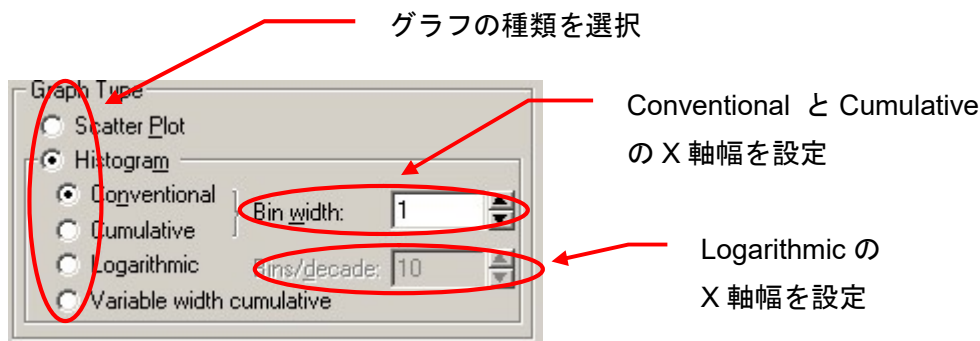 グラフの種類を選択
Graph Type
Scatter Plot
Histogram
Conventional
Cumulative
Bin width:
1
Logarithmic
Bins/decade:
10
Variable width cumulative
Conventional と Cumulative
の X 軸幅を設定
Logarithmic の
X 軸幅を設定